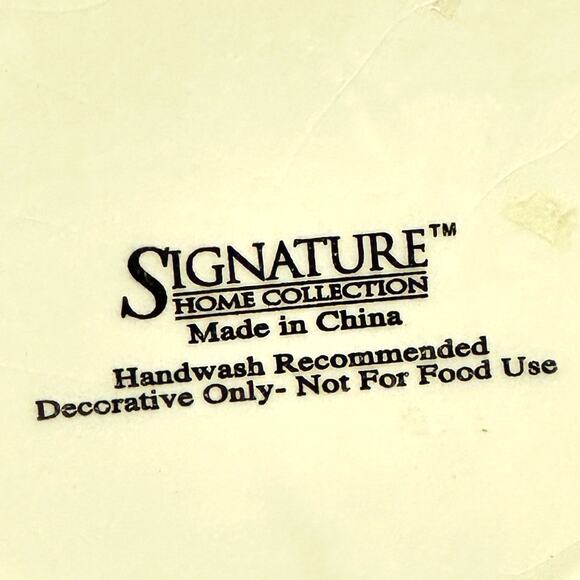 SIGNATURE™
HOME COLLECTION
Made in China
Handwash Recommended
Decorative Only- Not For Food Use